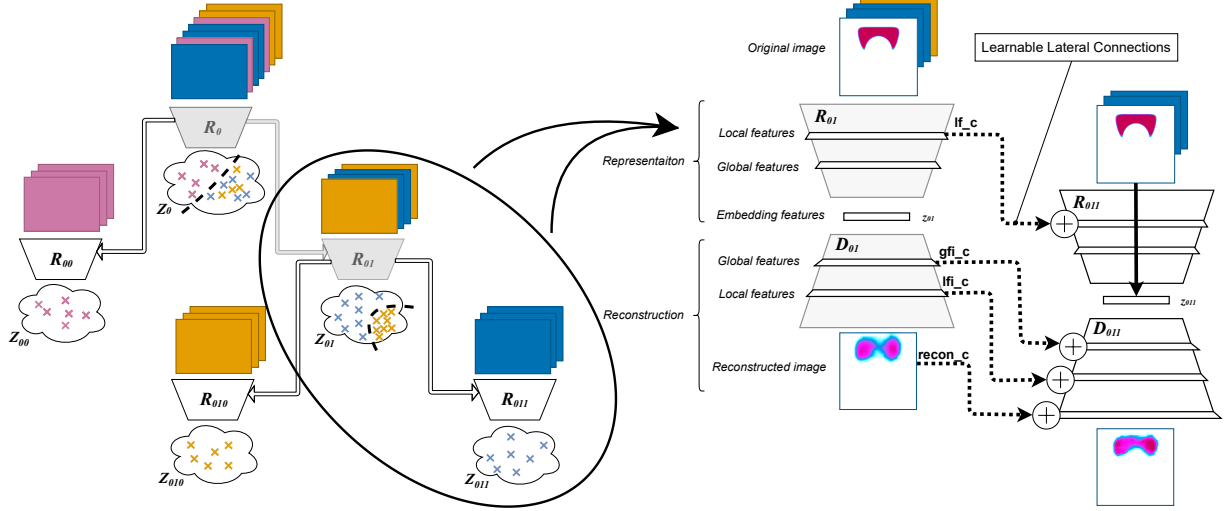 R0
Z0
R00
Z00
R01
Z01
R010
Z010
R011
Z011
Original image
Learnable Lateral Connections
Representaiton
R01
Local features
lf_c
Global features
Embedding features
z01
R011
z011
Reconstruction
D01
Global features
gfi_c
Local features
lfi_c
Reconstructed image
recon_c
D011